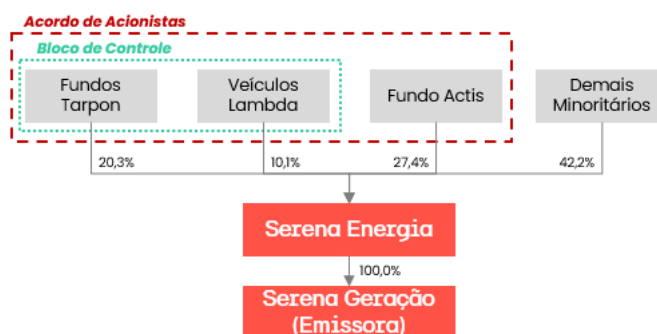 Acordo de Acionistas
Bloco de Controle
Fundos
Tarpon
Veículos
Lambda
Fundo Actis
Demais
Minoritários
20,3%
10,1%
27,4%
42,2%
Serena Energia
100,0%
Serena Geração
(Emissora)